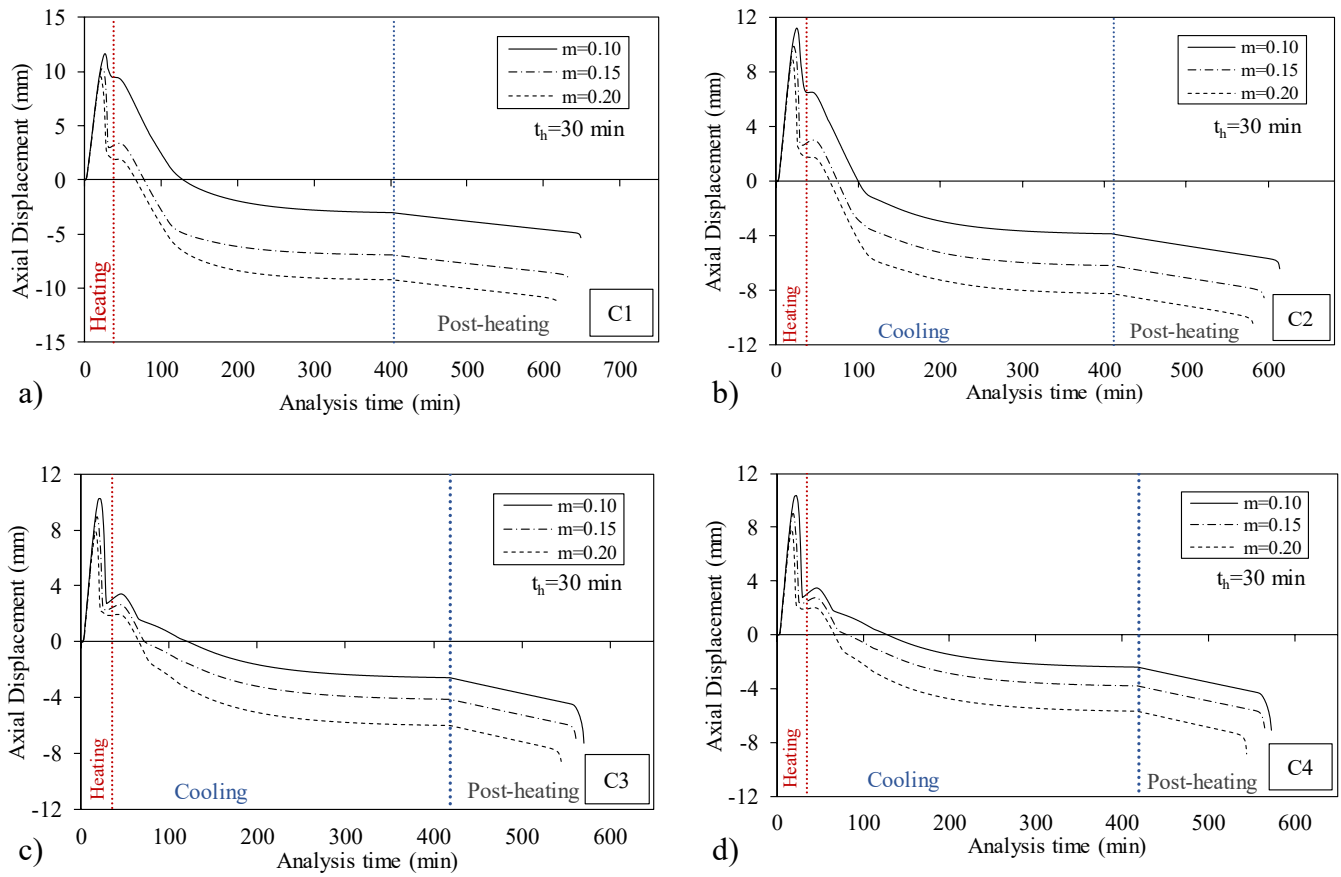 15
10
5
0
-5
-10
-15
Axial Displacement (mm)
m=0.10
m=0.15
m=0.20
t_h=30 min
Heating
Post-heating
C1
0 100 200 300 400 500 600 700
Analysis time (min)
a)
12
8
4
0
-4
-8
-12
Axial Displacement (mm)
m=0.10
m=0.15
m=0.20
t_h=30 min
Heating
Cooling
Post-heating
C2
0 100 200 300 400 500 600
Analysis time (min)
b)
12
8
4
0
-4
-8
-12
Axial Displacement (mm)
m=0.10
m=0.15
m=0.20
t_h=30 min
Heating
Cooling
Post-heating
C3
0 100 200 300 400 500 600
Analysis time (min)
c)
12
8
4
0
-4
-8
-12
Axial Displacement (mm)
m=0.10
m=0.15
m=0.20
t_h=30 min
Heating
Cooling
Post-heating
C4
0 100 200 300 400 500 600
Analysis time (min)
d)